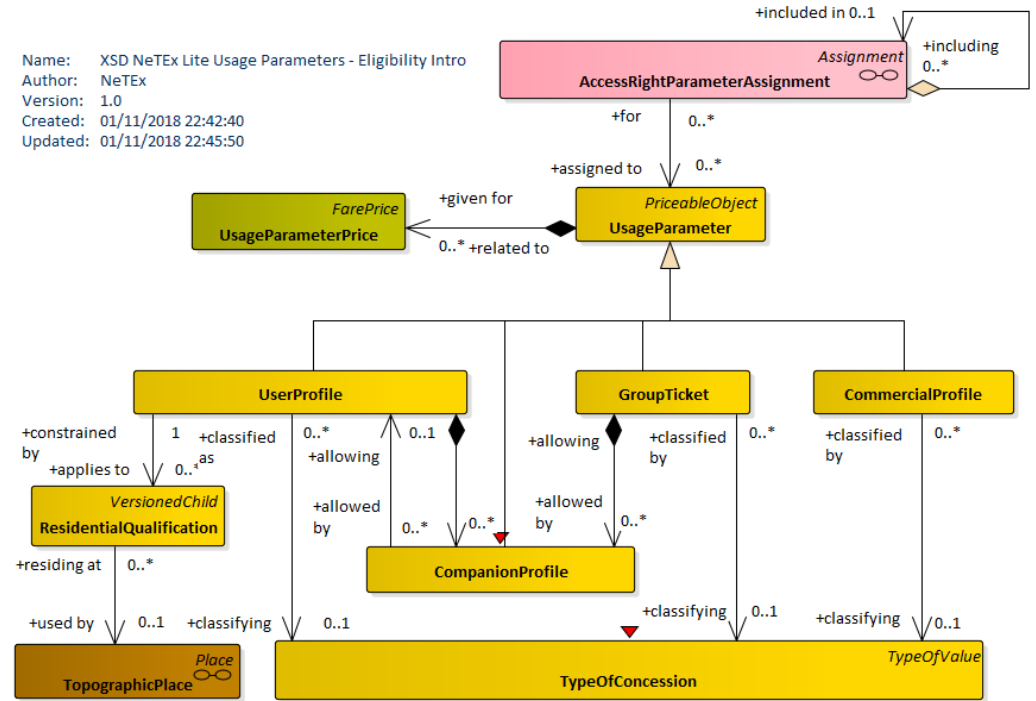 +included in 0..1
Name: XSD NeTEx Lite Usage Parameters - Eligibility Intro
Author: NeTEx
Version: 1.0
Created: 01/11/2018 22:42:40
Updated: 01/11/2018 22:45:50
Assignment
AccessRightParameterAssignment
+including
0..*
+for
0..*
+assigned to
0..*
FarePrice
UsageParameterPrice
+given for
0..* +related to
PriceableObject
UsageParameter
UserProfile
GroupTicket
CommercialProfile
+constrained
by
1
+applies to
0..*
+classified
as
0..*
+allowing
0..1
+allowing
+classified
by
0..*
+classified
by
0..*
VersionedChild
ResidentialQualification
+allowed
by
0..*
0..*
+allowed
by
0..*
CompanionProfile
+residing at
0..*
+used by
0..1
+classifying
0..1
+classifying
0..1
+classifying
0..1
Place
TopographicPlace
TypeOfValue
TypeOfConcession